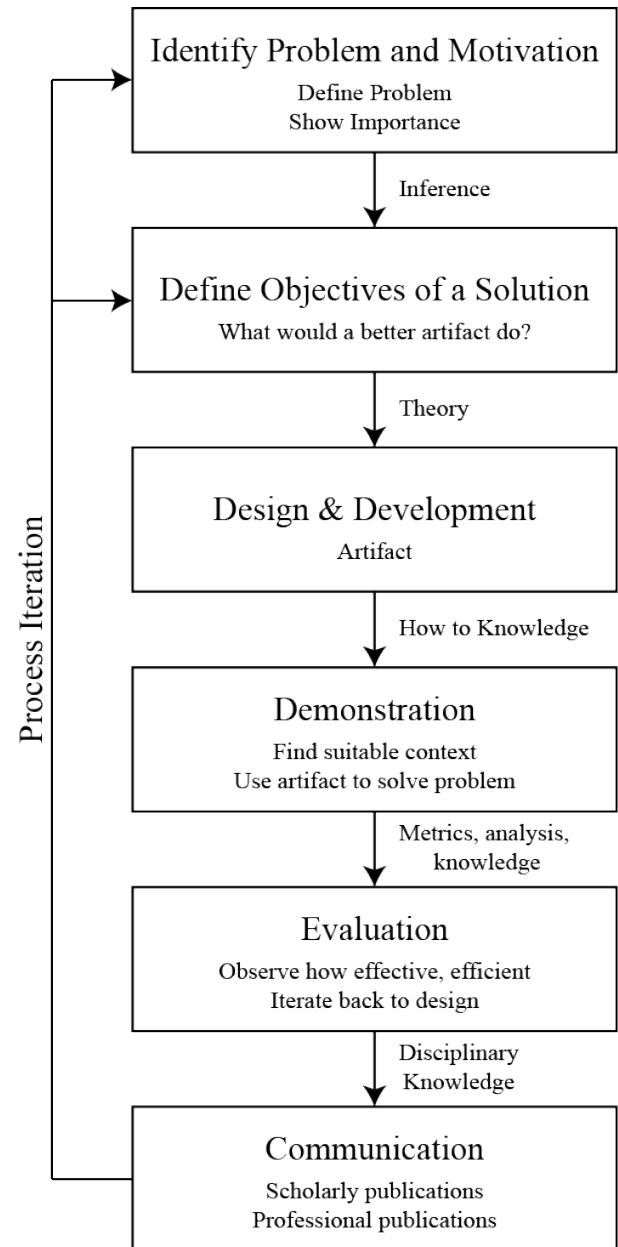 Identify Problem and Motivation
Define Problem
Show Importance
Inference
Define Objectives of a Solution
What would a better artifact do?
Theory
Design & Development
Artifact
How to Knowledge
Process Iteration
Demonstration
Find suitable context
Use artifact to solve problem
Metrics, analysis,
knowledge
Evaluation
Observe how effective, efficient
Iterate back to design
Disciplinary
Knowledge
Communication
Scholarly publications
Professional publications